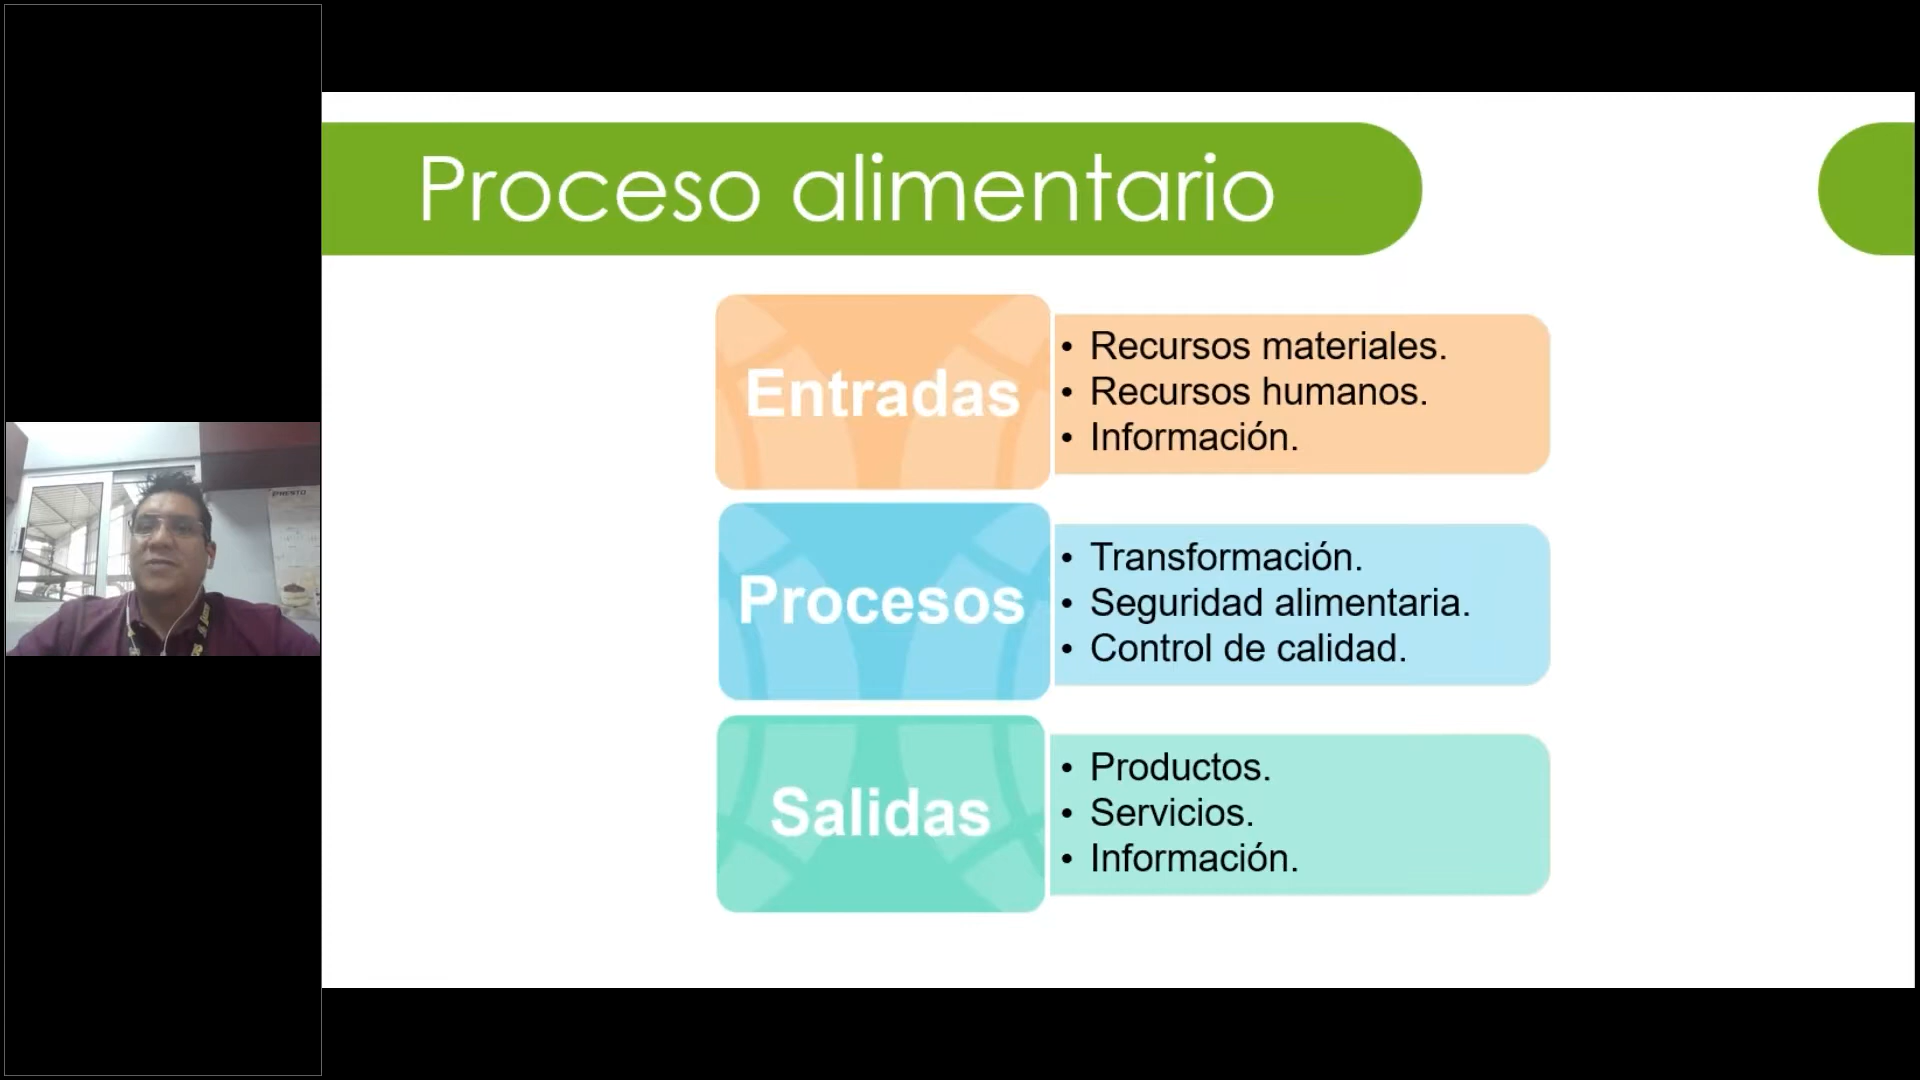 Proceso alimentario
Entradas
• Recursos materiales.
• Recursos humanos.
• Información.
Procesos
• Transformación.
• Seguridad alimentaria.
• Control de calidad.
Salidas
• Productos.
• Servicios.
• Información.